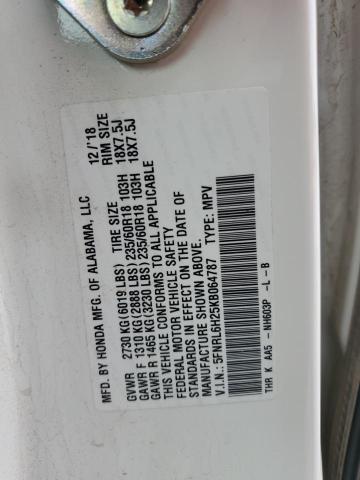 MFD. BY HONDA MFG. OF ALABAMA, LLC 12/'18
TIRE SIZE RIM SIZE
GVWR 2730 KG(6019 LBS)
GAWR F 1310 KG(2888 LBS)235/60R18 103H 18X7.5J
GAWR R 1465 KG(3230 LBS)235/60R18 103H 18X7.5J
THIS VEHICLE CONFORMS TO ALL APPLICABLE
FEDERAL MOTOR VEHICLE SAFETY
STANDARDS IN EFFECT ON THE DATE OF
MANUFACTURE SHOWN ABOVE.
V.I.N.: 5FNRL6H25KB064787 TYPE: MPV
THR K AA5 -NH603P -L-B